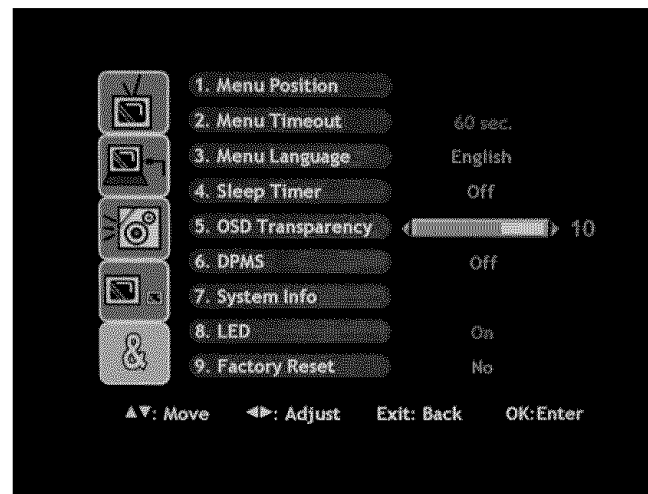 1. Menu Position
2. Menu Timeout 60 sec.
3. Menu Language English
4. Sleep Timer Off
5. OSD Transparency 10
6. DPMS Off
7. System Info
8. LED On
9. Factory Reset No
&
▲▼: Move ◀▶: Adjust Exit: Back OK:Enter